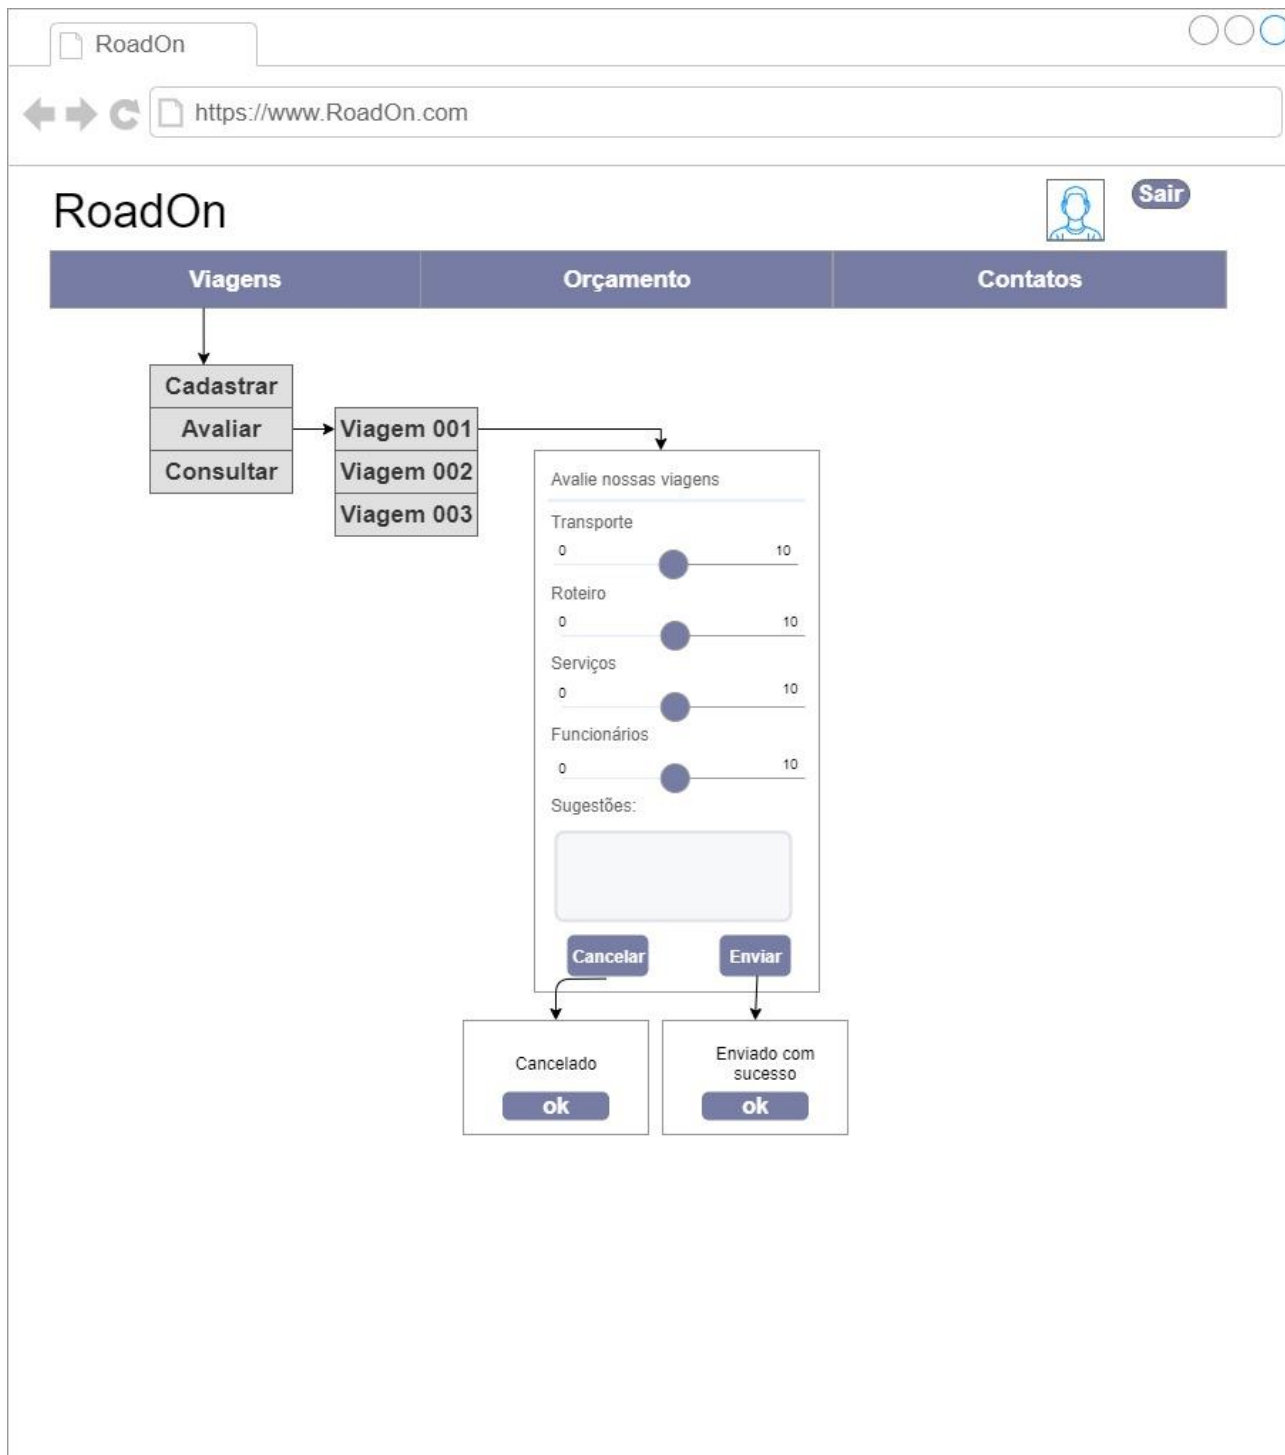 RoadOn
https://www.RoadOn.com
RoadOn
Sair
Viagens
Orçamento
Contatos
Cadastrar
Avaliar
Consultar
Viagem 001
Viagem 002
Viagem 003
Avalie nossas viagens
Transporte
0 10
Roteiro
0 10
Serviços
0 10
Funcionários
0 10
Sugestões:
Cancelar
Enviar
Cancelado
ok
Enviado com
sucesso
ok